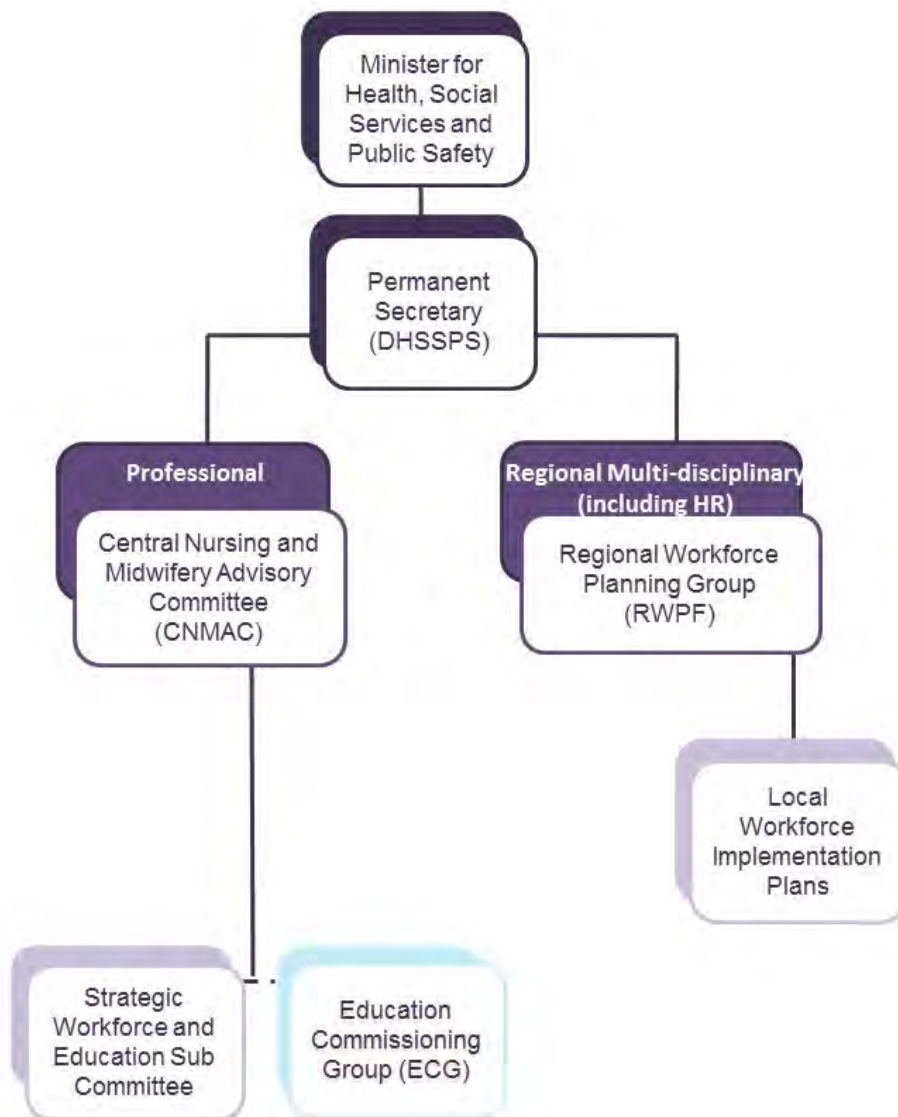 Minister for
Health, Social
Services and
Public Safety
Permanent
Secretary
(DHSSPS)
Professional
Central Nursing and
Midwifery Advisory
Committee
(CNMAC)
Regional Multi-disciplinary
(including HR)
Regional Workforce
Planning Group
(RWPF)
Local
Workforce
Implementation
Plans
Strategic
Workforce and
Education Sub
Committee
Education
Commissioning
Group (ECG)